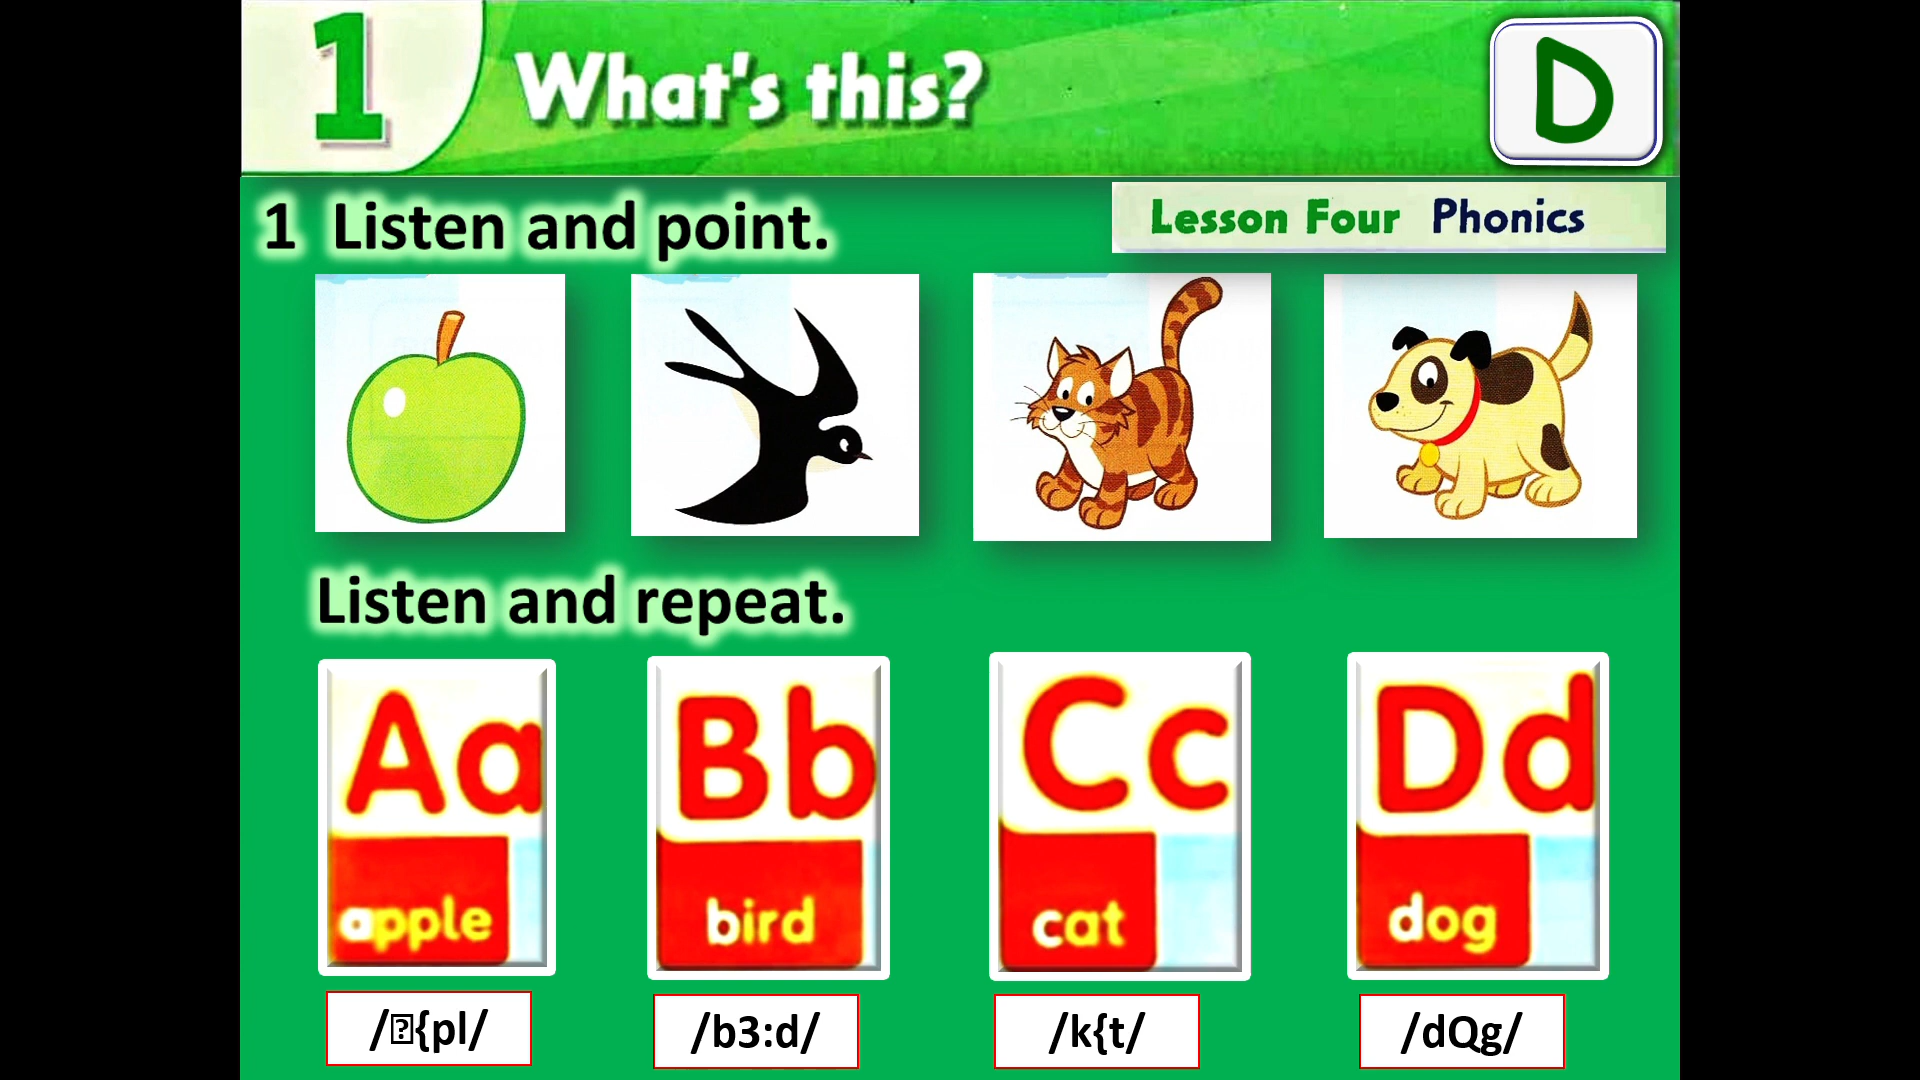 1 What's this? D
1 Listen and point.
Lesson Four Phonics
Listen and repeat.
Aa Bb Cc Dd
apple bird cat dog
/�{pl/ /b3:d/ /k{t/ /dQg/